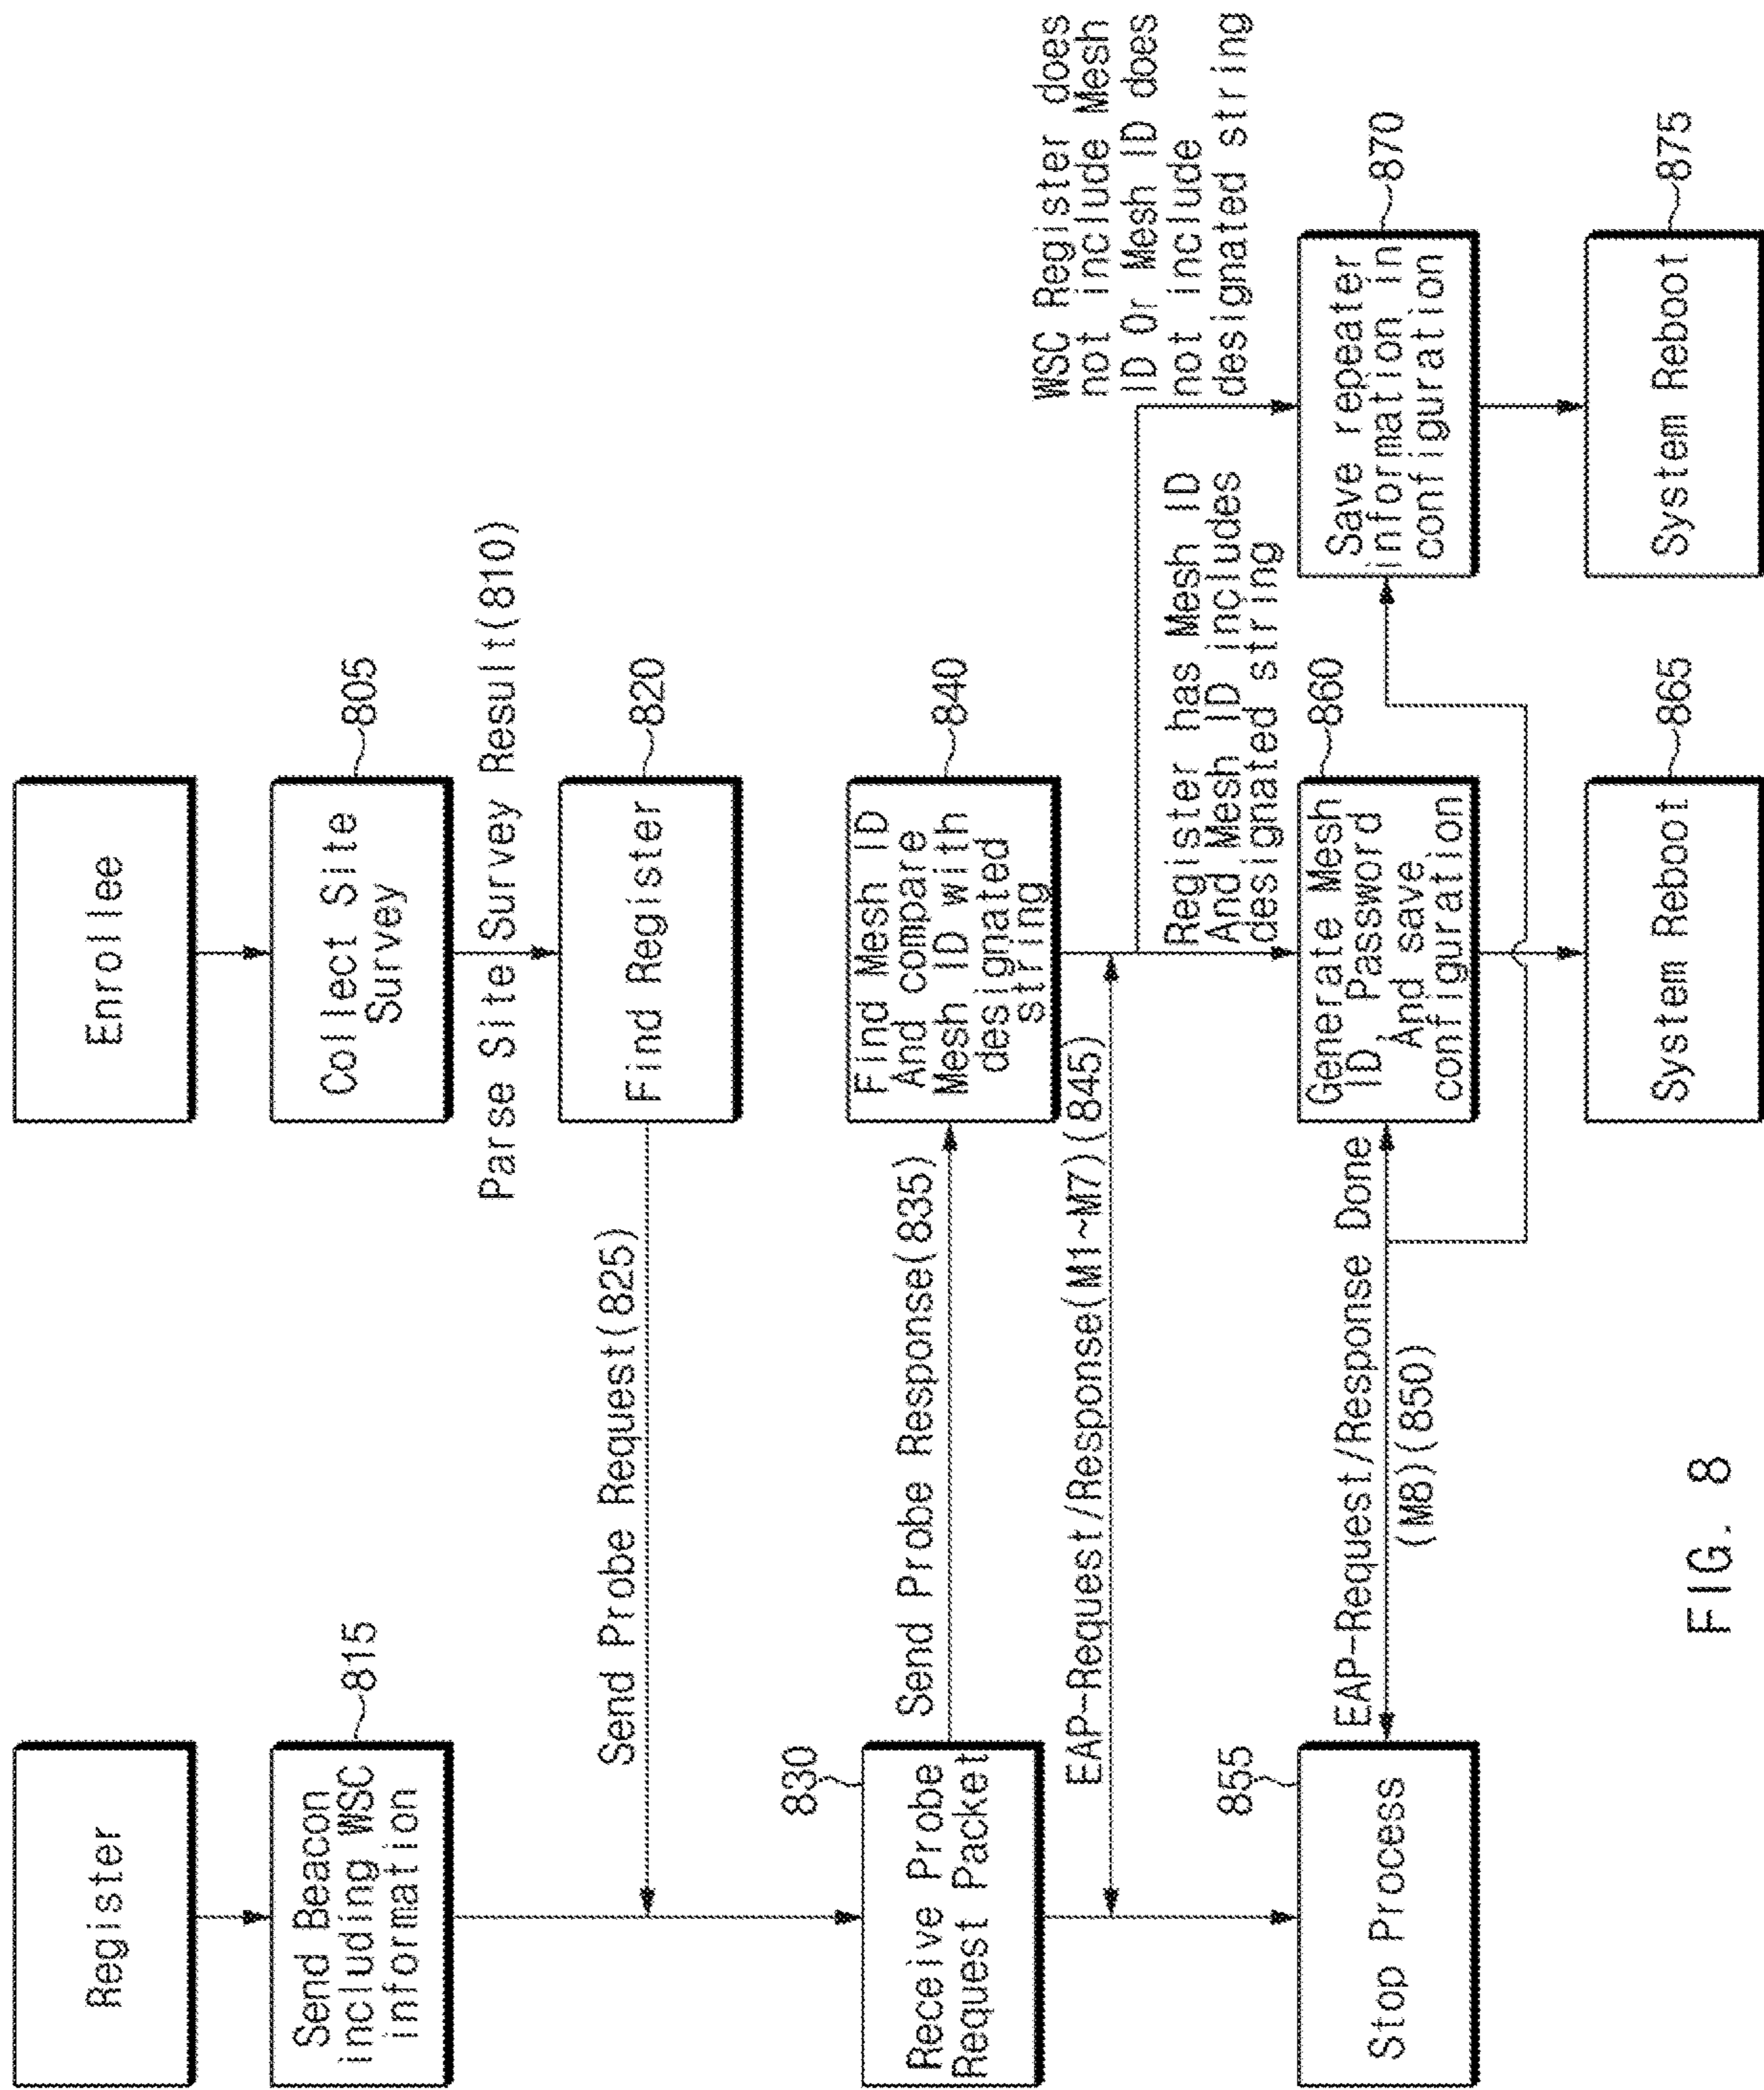 Register
Enrollee
Send Beacon
including WSC
information
815
Collect Site
Survey
805
Parse Site Survey Result(810)
Find Register
820
Send Probe Request(825)
830
Receive Probe
Request Packet
Send Probe Response(835)
Find Mesh ID
And compare
Mesh ID with
designated
string
840
EAP-Request/Response(M1~M7)(845)
WSC Register does
not include Mesh
ID Or Mesh ID does
not include
designated string
Register has Mesh ID
And Mesh ID includes
designated string
855
Stop Process
EAP-Request/Response Done
(M8)(850)
Generate Mesh
ID, Password
And save
configuration
860
Save repeater
information in
configuration
870
System Reboot
865
System Reboot
875
FIG. 8